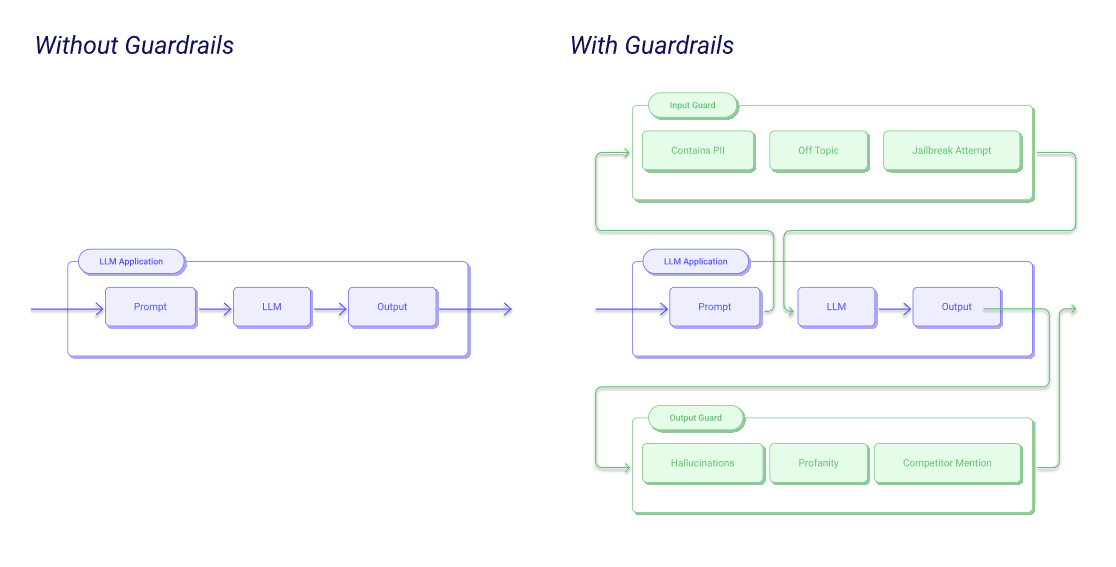 Without Guardrails
LLM Application
Prompt
LLM
Output
With Guardrails
Input Guard
Contains PII
Off Topic
Jailbreak Attempt
LLM Application
Prompt
LLM
Output
Output Guard
Hallucinations
Profanity
Competitor Mention